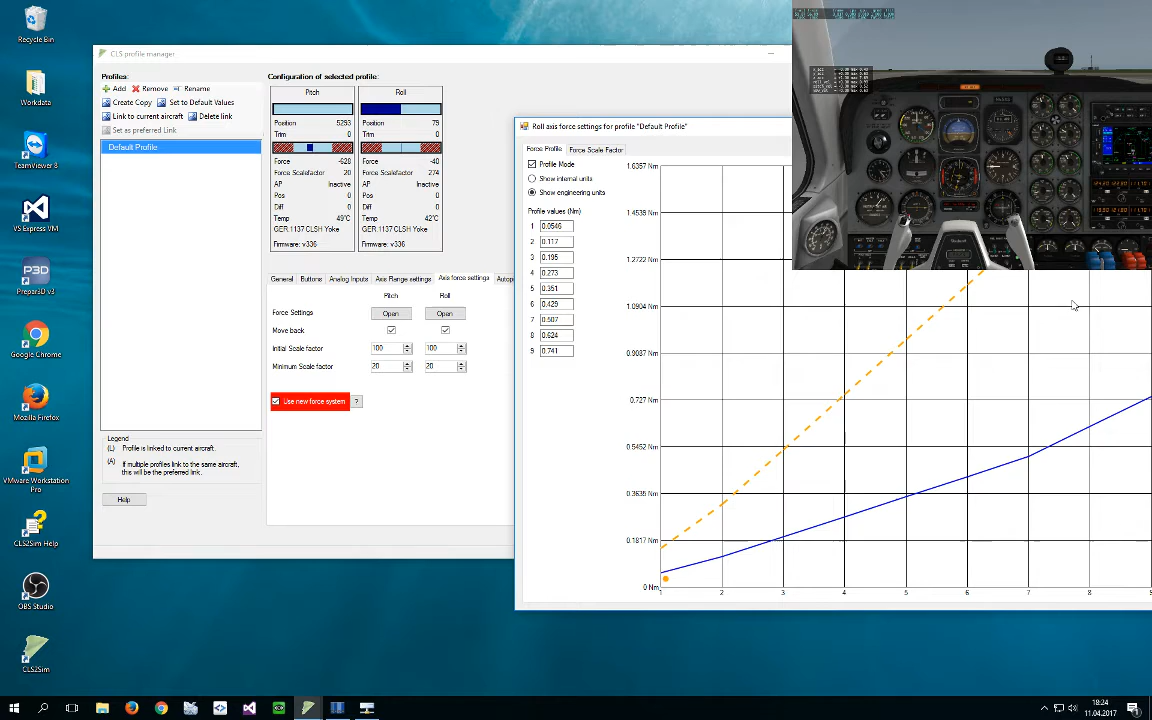 Recycle Bin
Workdata
TeamViewer 8
VS Express VM
Prepar3D v3
Google Chrome
Mozilla Firefox
VMware Workstation
Pro
CLS2Sim Help
OBS Studio
CLS2Sim
CLS profile manager
Profiles:
Add Remove Rename
Create Copy Set to Default Values
Link to current aircraft Delete link
Set as preferred Link
Default Profile
Legend
(L) Profile is linked to current aircraft.
(A) If multiple profiles link to the same aircraft,
this will be the preferred link.
Help
Configuration of selected profile:
Pitch
Position 5293
Trim 0
Force -628
Force Scalefactor 20
AP Inactive
Pos 0
Diff 0
Temp 49°C
GER.1137 CLSH Yoke
Firmware: v336
Roll
Position 79
Trim 0
Force -40
Force Scalefactor 274
AP Inactive
Pos 0
Diff 0
Temp 42°C
GER.1137 CLSH Yoke
Firmware: v336
General Buttons Analog Inputs Axis Range settings Axis force settings
Pitch Roll
Force Settings Open Open
Move back
Initial Scale factor 100 100
Minimum Scale factor 20 20
Use new force system ?
Roll axis force settings for profile "Default Profile"
Force Profile Force Scale Factor
Profile Mode
Show internal units
Show engineering units
Profile values (Nm)
1 0.0546
2 0.117
3 0.195
4 0.273
5 0.351
6 0.429
7 0.507
8 0.624
9 0.741
1.6357 Nm
1.4538 Nm
1.2722 Nm
1.0904 Nm
0.9087 Nm
0.727 Nm
0.5452 Nm
0.3635 Nm
0.1817 Nm
0 Nm
1 2 3 4 5 6 7 8 9
18:24
11.04.2017